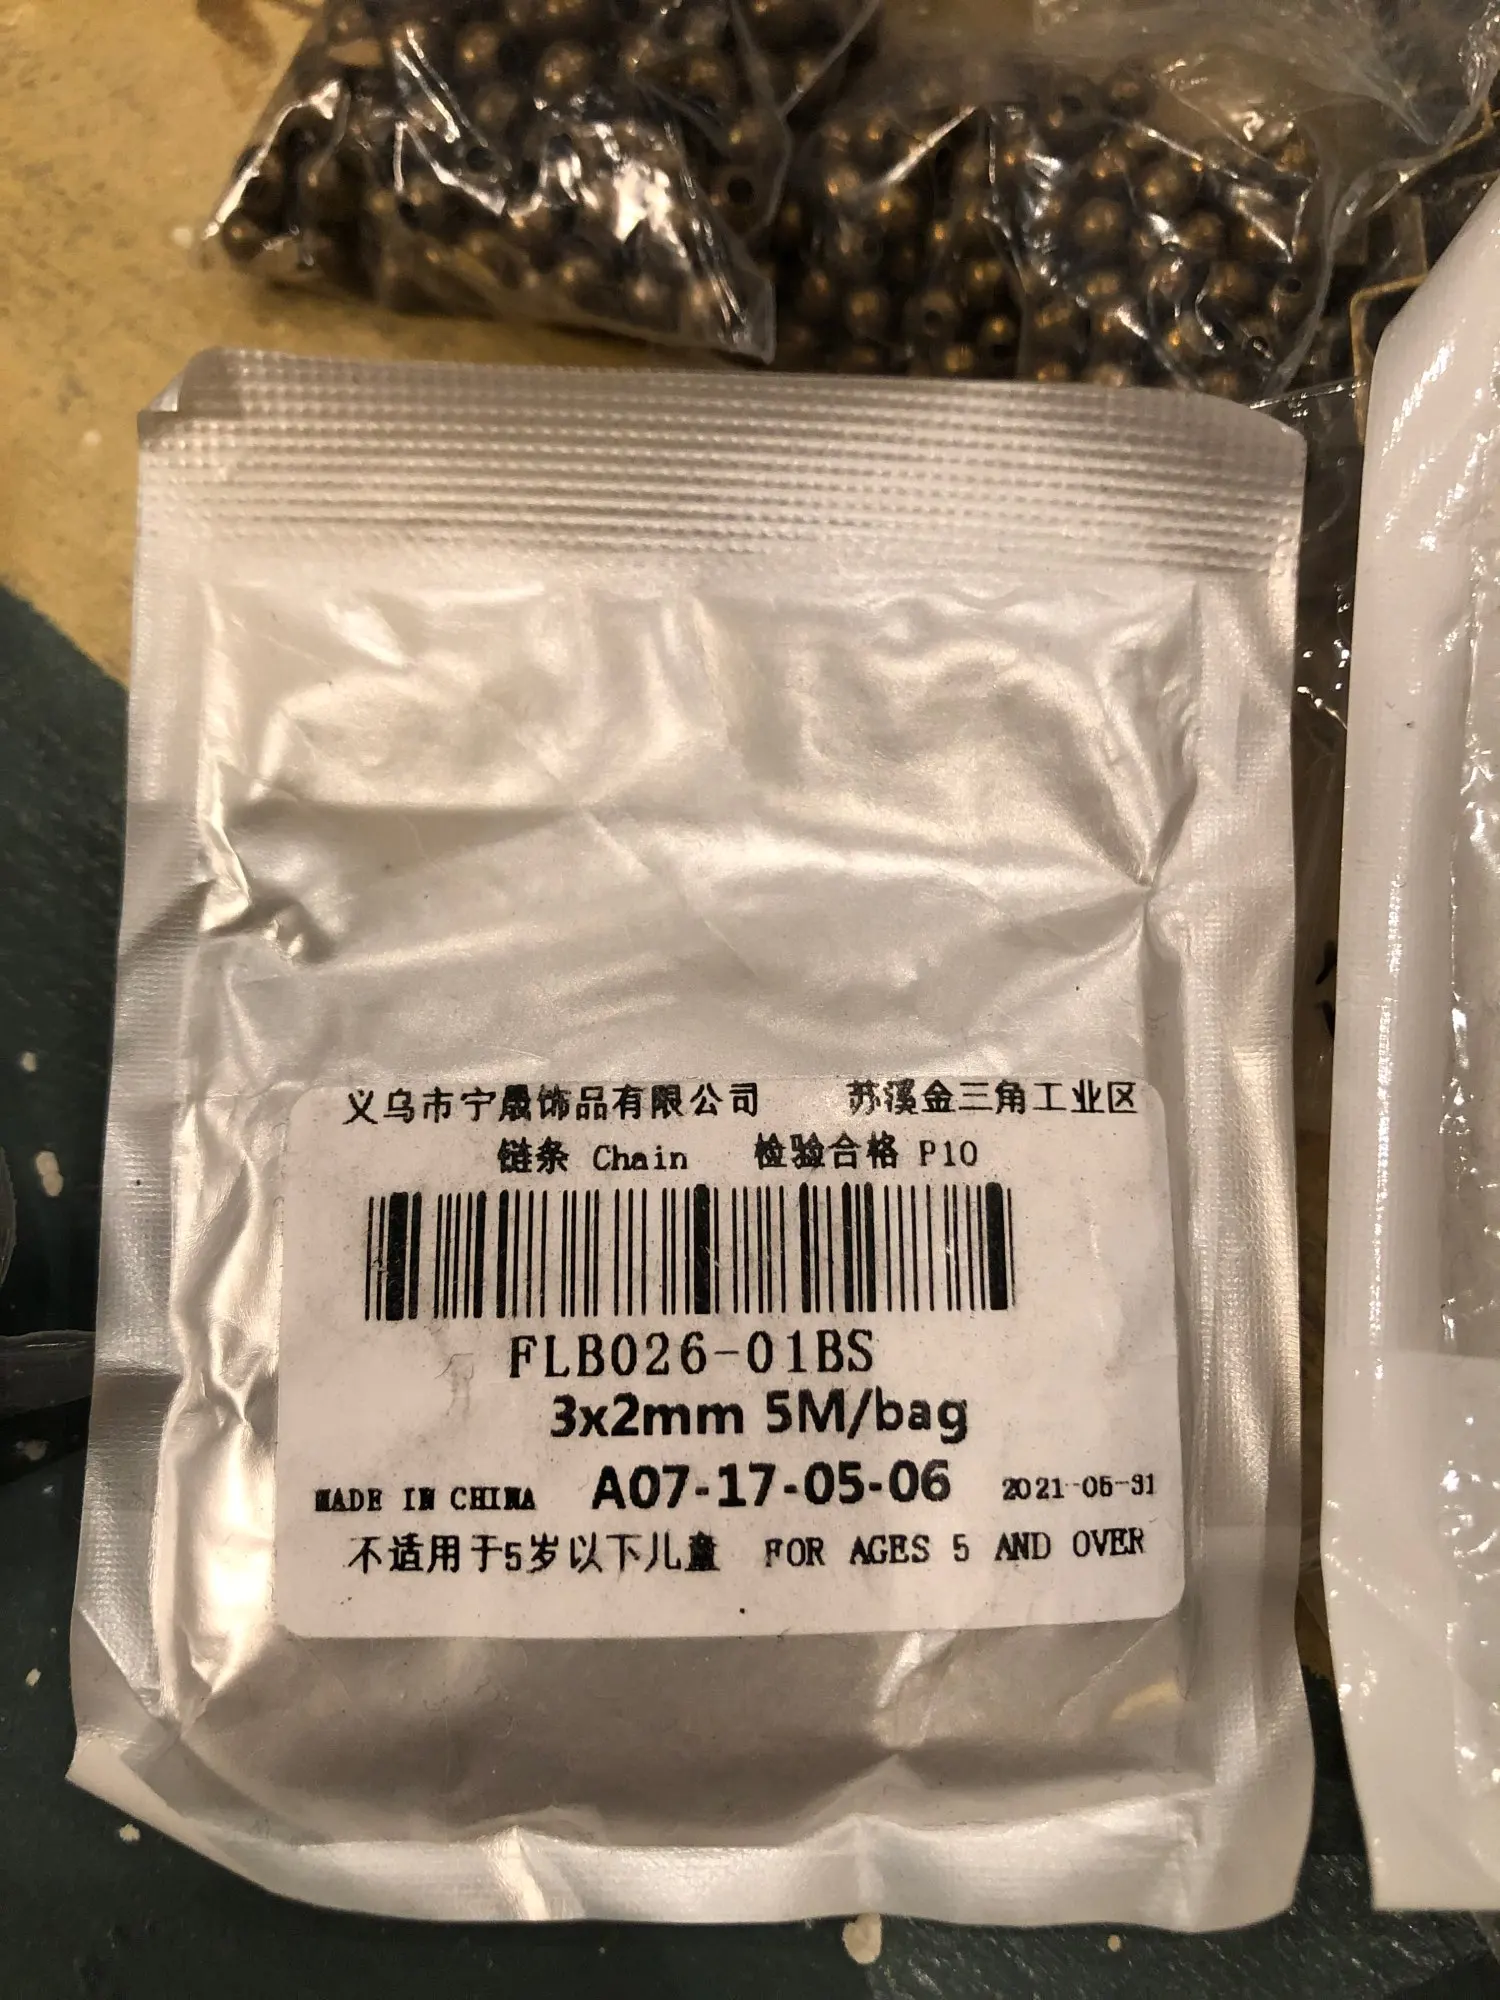 义乌市宁晟饰品有限公司 苏溪金三角工业区
链条 Chain 检验合格 P10
FLB026-01BS
3x2mm 5M/bag
MADE IN CHINA A07-17-05-06 2021-05-31
不适用于5岁以下儿童 FOR AGES 5 AND OVER